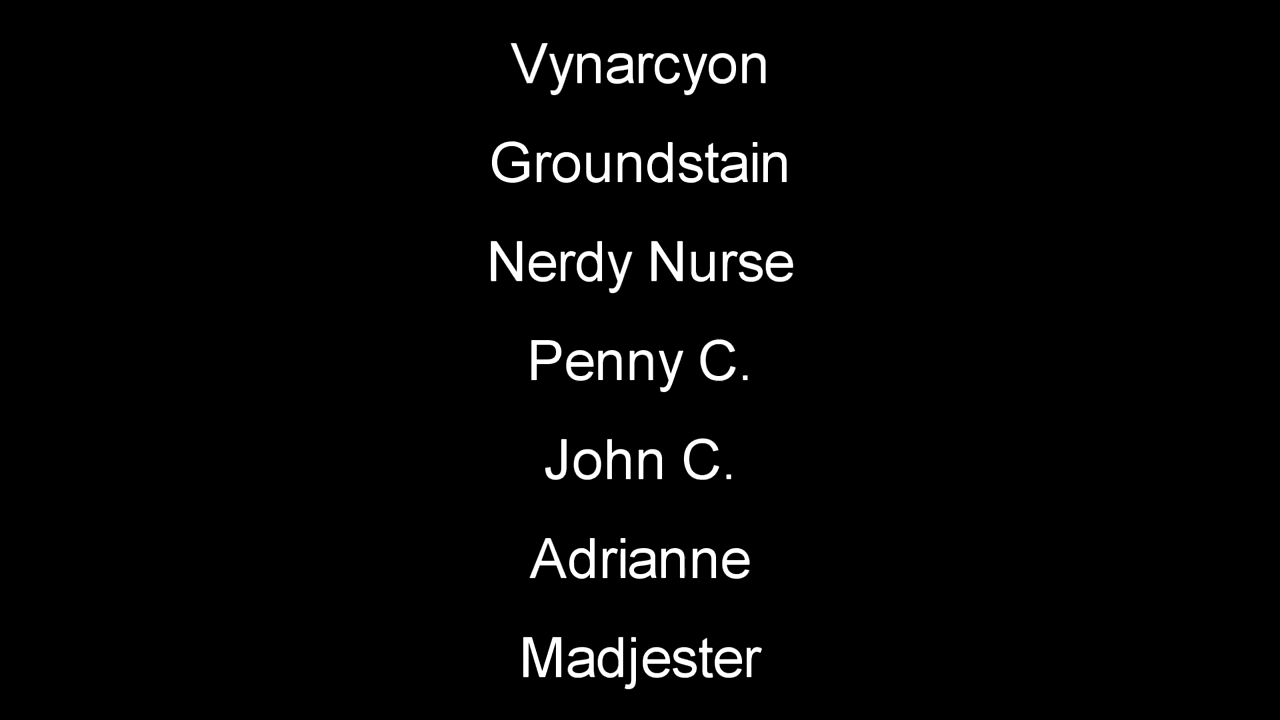 Vynarcyon
Groundstain
Nerdy Nurse
Penny C.
John C.
Adrianne
Madjester